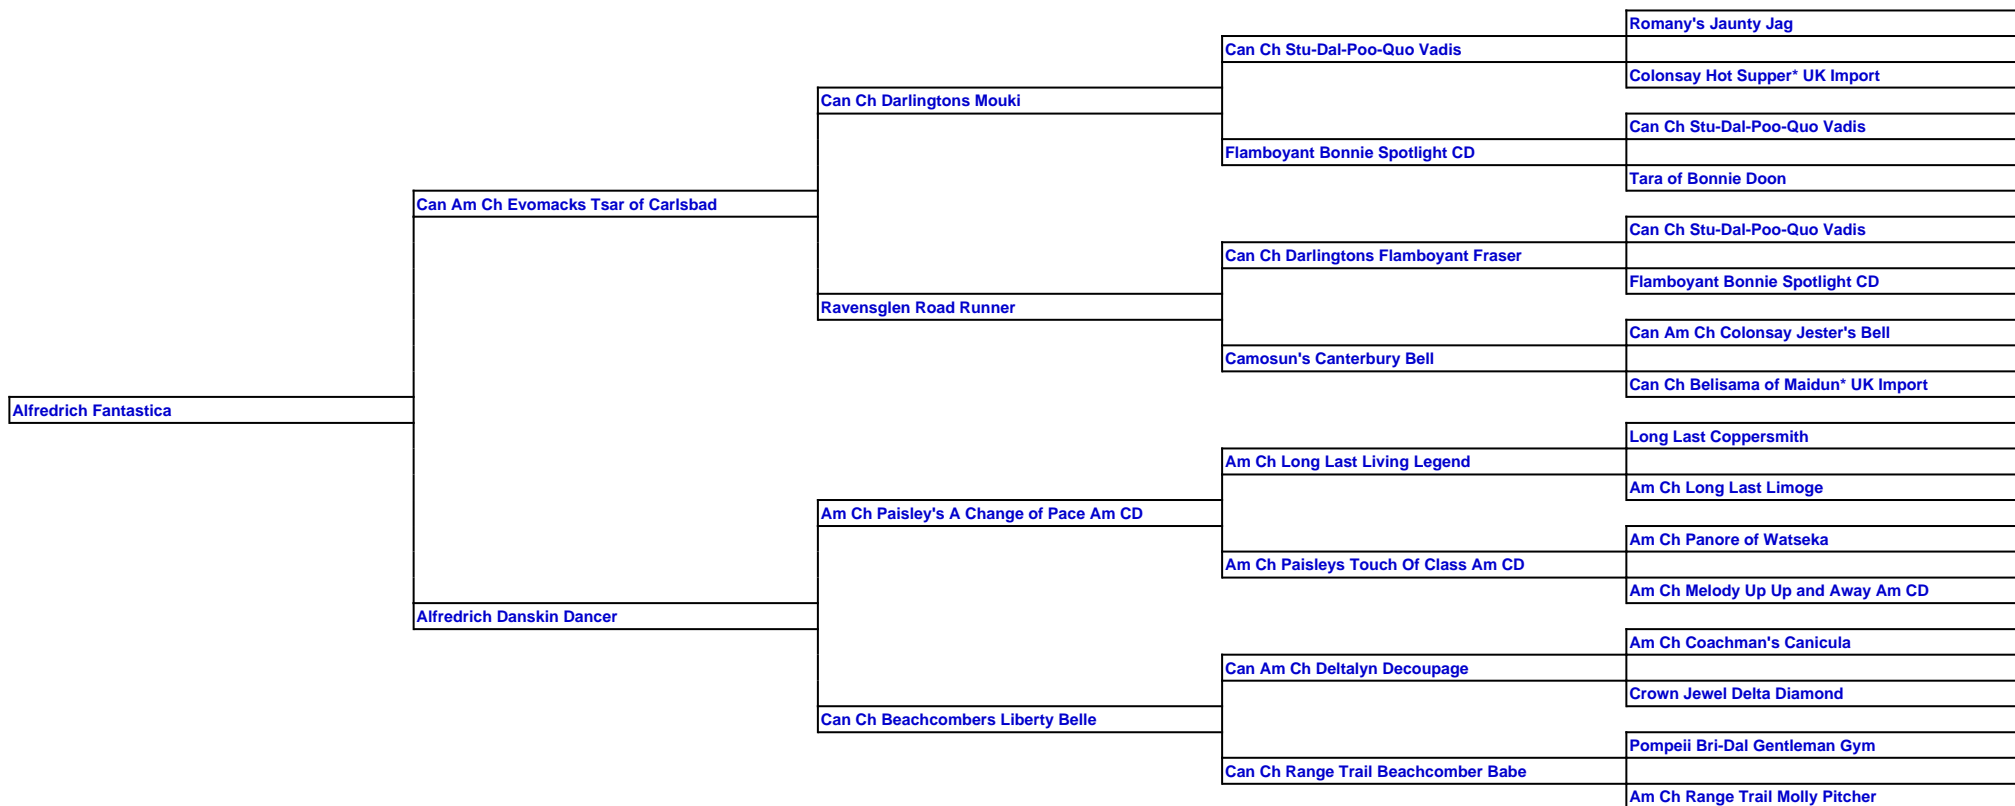 Romany's Jaunty Jag
Can Ch Stu-Dal-Poo-Quo Vadis
Colonsay Hot Supper* UK Import
Can Ch Darlingtons Mouki
Can Ch Stu-Dal-Poo-Quo Vadis
Flamboyant Bonnie Spotlight CD
Tara of Bonnie Doon
Can Am Ch Evomacks Tsar of Carlsbad
Can Ch Stu-Dal-Poo-Quo Vadis
Can Ch Darlingtons Flamboyant Fraser
Flamboyant Bonnie Spotlight CD
Ravensglen Road Runner
Can Am Ch Colonsay Jester's Bell
Camosun's Canterbury Bell
Can Ch Belisama of Maidun* UK Import
Alfredrich Fantastica
Long Last Coppersmith
Am Ch Long Last Living Legend
Am Ch Long Last Limoge
Am Ch Paisley's A Change of Pace Am CD
Am Ch Panore of Watseka
Am Ch Paisleys Touch Of Class Am CD
Am Ch Melody Up Up and Away Am CD
Alfredrich Danskin Dancer
Am Ch Coachman's Canicula
Can Am Ch Deltalyn Decoupage
Crown Jewel Delta Diamond
Can Ch Beachcombers Liberty Belle
Pompeii Bri-Dal Gentleman Gym
Can Ch Range Trail Beachcomber Babe
Am Ch Range Trail Molly Pitcher